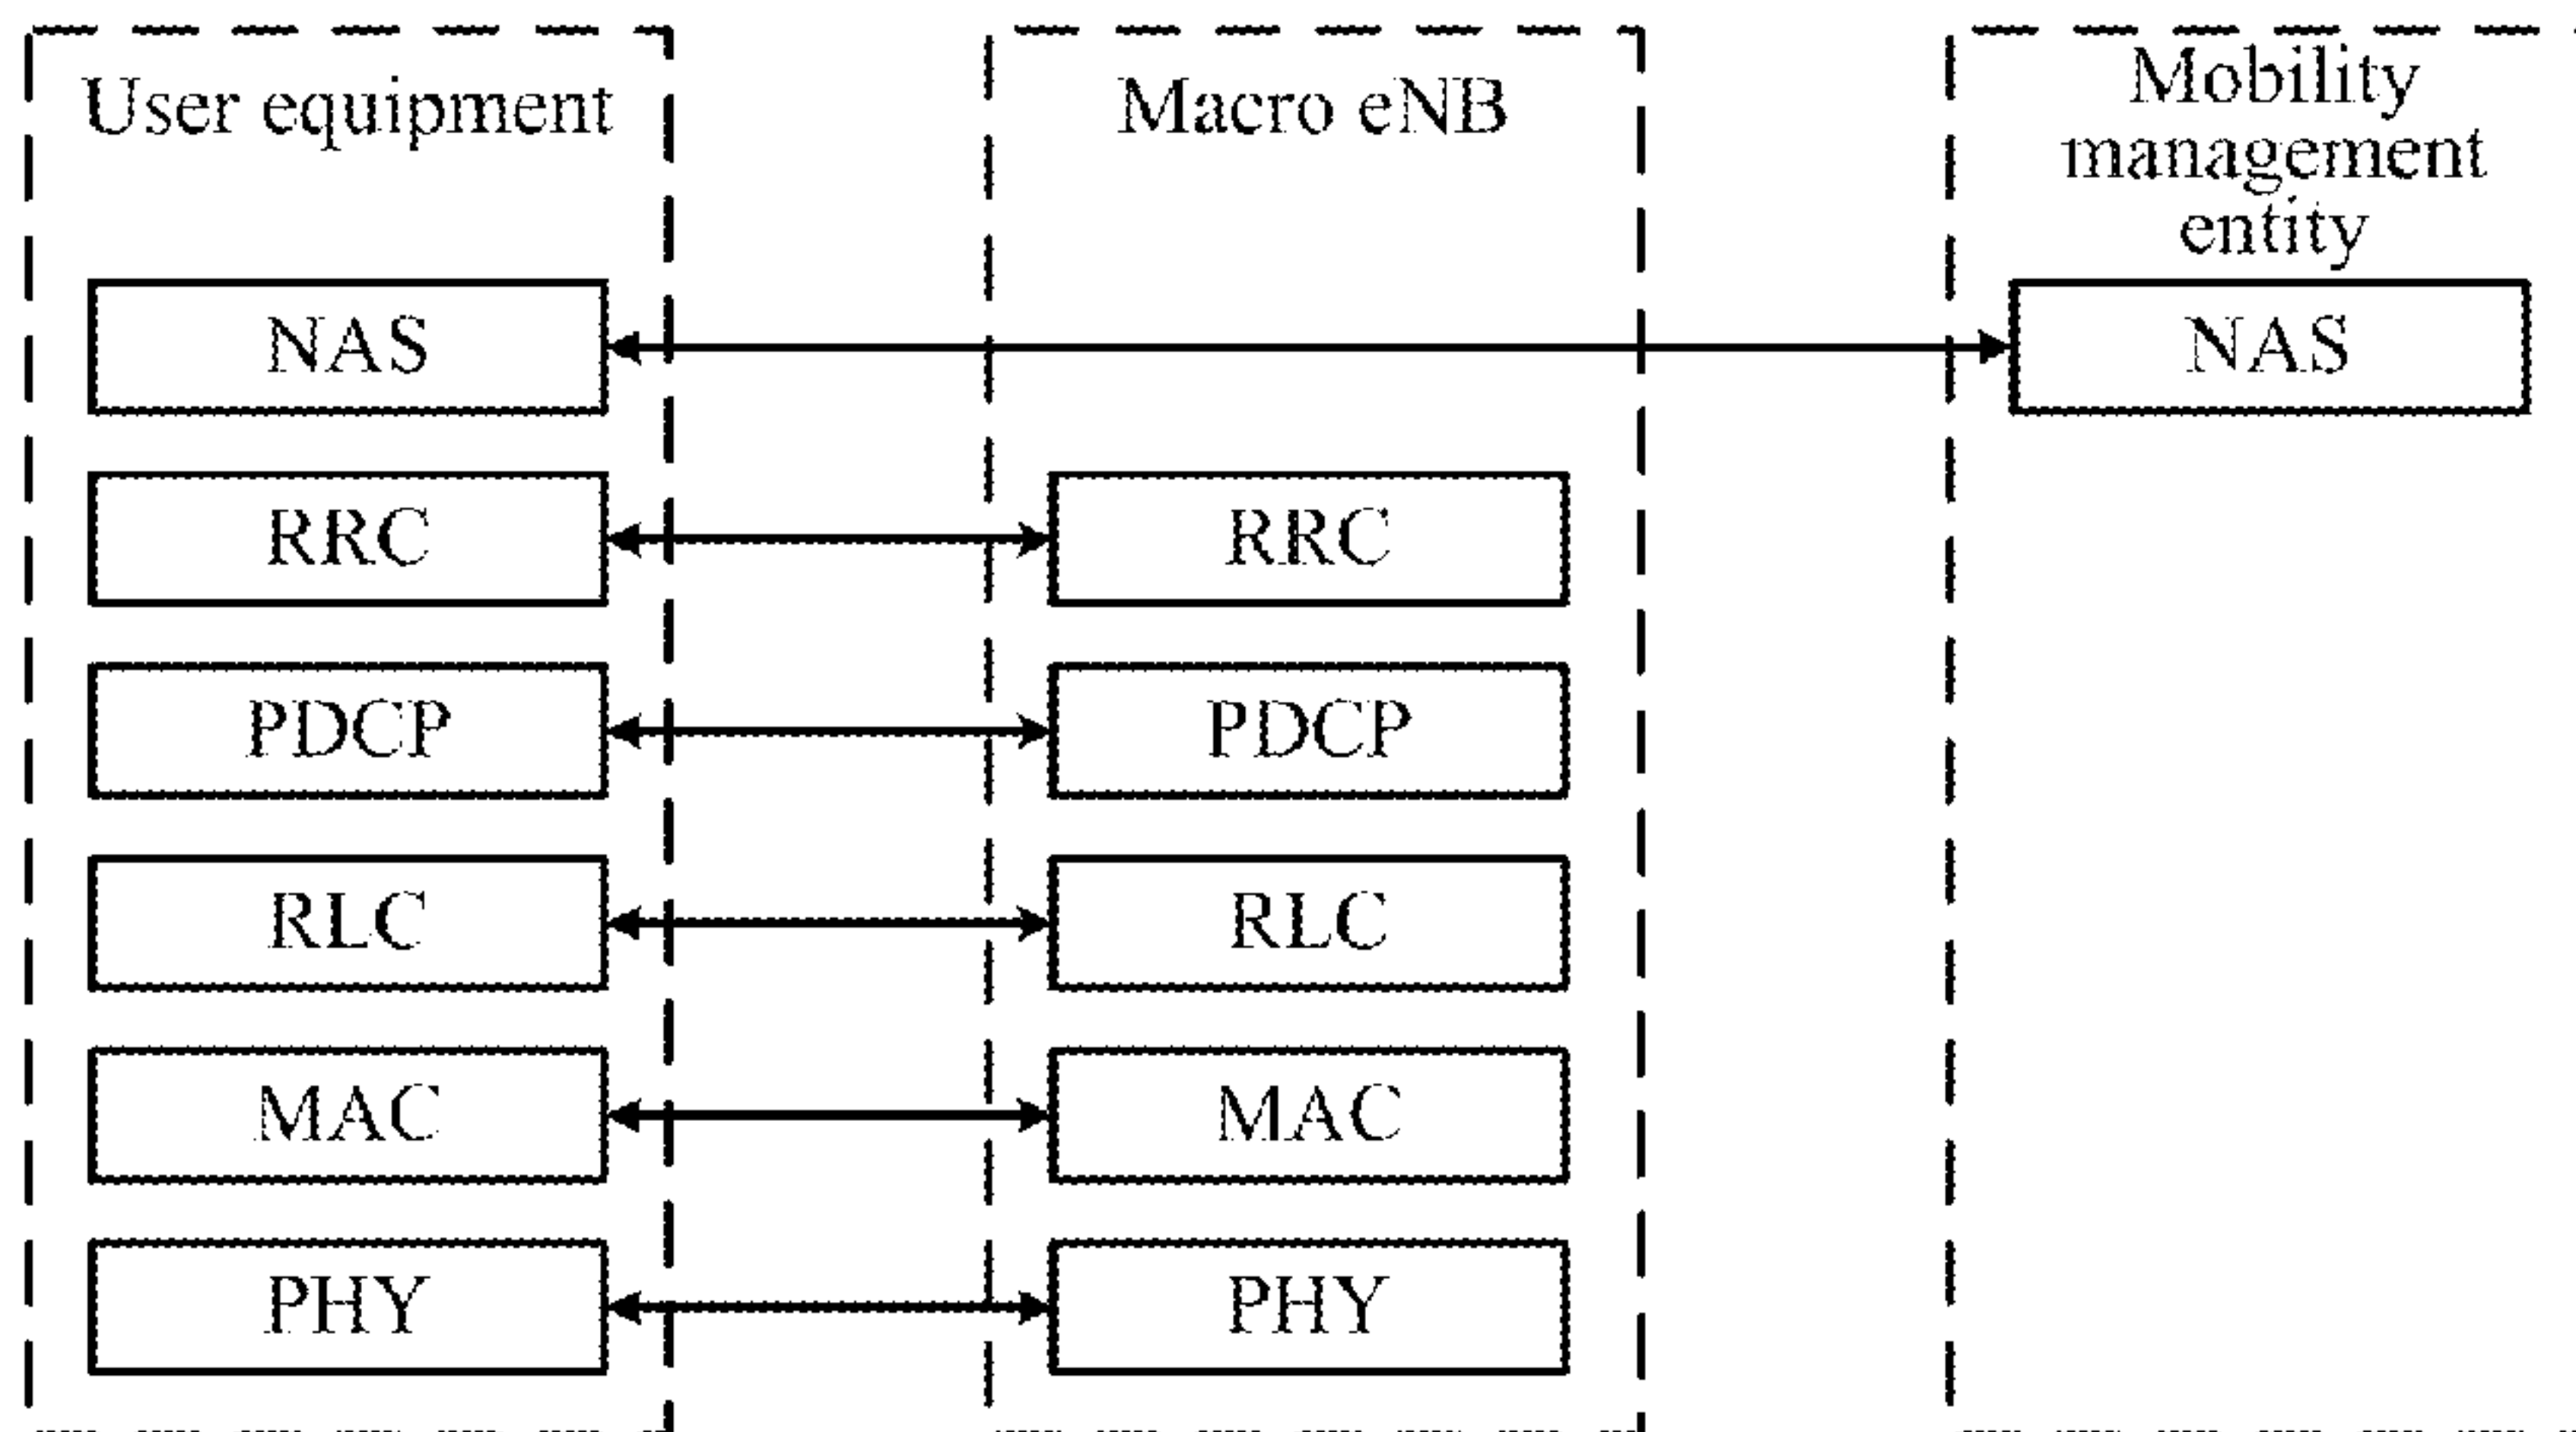 User equipment
Macro eNB
Mobility
management
entity
NAS
NAS
RRC
RRC
PDCP
PDCP
RLC
RLC
MAC
MAC
PHY
PHY